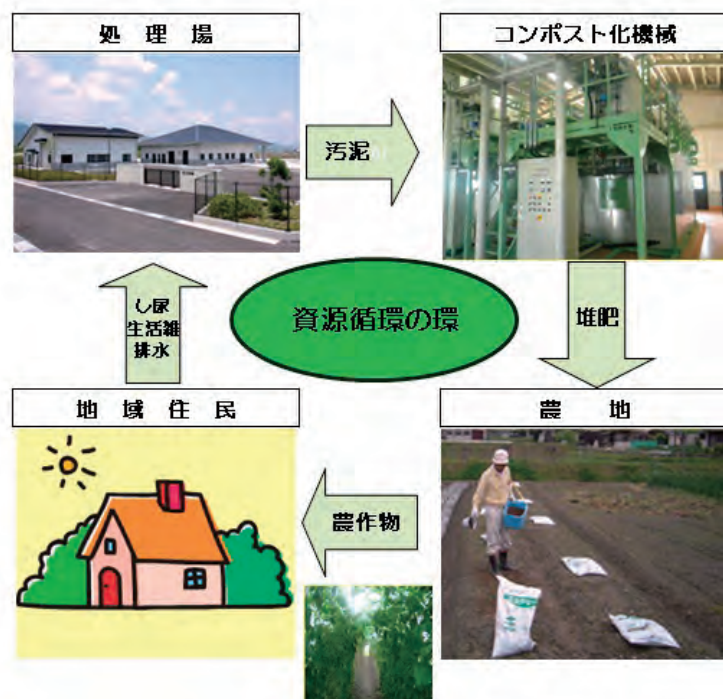 処理場
コンポスト化機械
汚泥
し尿
生活雑
排水
資源循環の環
堆肥
地域住民
農地
農作物